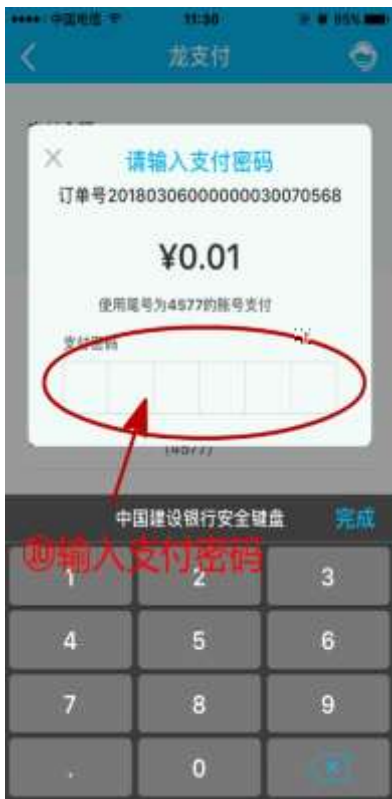 中国电信 11:30 95%
龙支付
请输入支付密码
订单号20180306000000030070568
¥0.01
使用尾号为4577的账号支付
支付密码
(4577)
中国建设银行安全键盘 完成
⑩输入支付密码
1 2 3
4 5 6
7 8 9
. 0